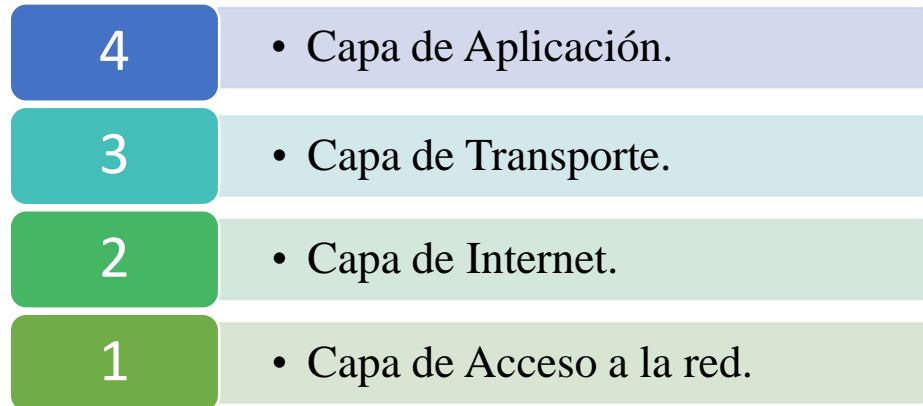 4
• Capa de Aplicación.
3
• Capa de Transporte.
2
• Capa de Internet.
1
• Capa de Acceso a la red.